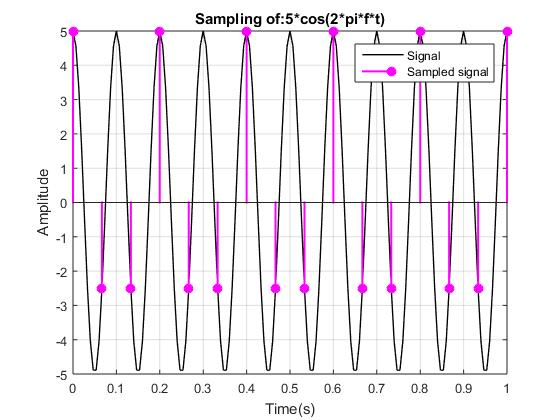 Sampling of:5*cos(2*pi*f*t)
Signal
Sampled signal
Amplitude
5
4
3
2
1
0
-1
-2
-3
-4
-5
0 0.1 0.2 0.3 0.4 0.5 0.6 0.7 0.8 0.9 1
Time(s)